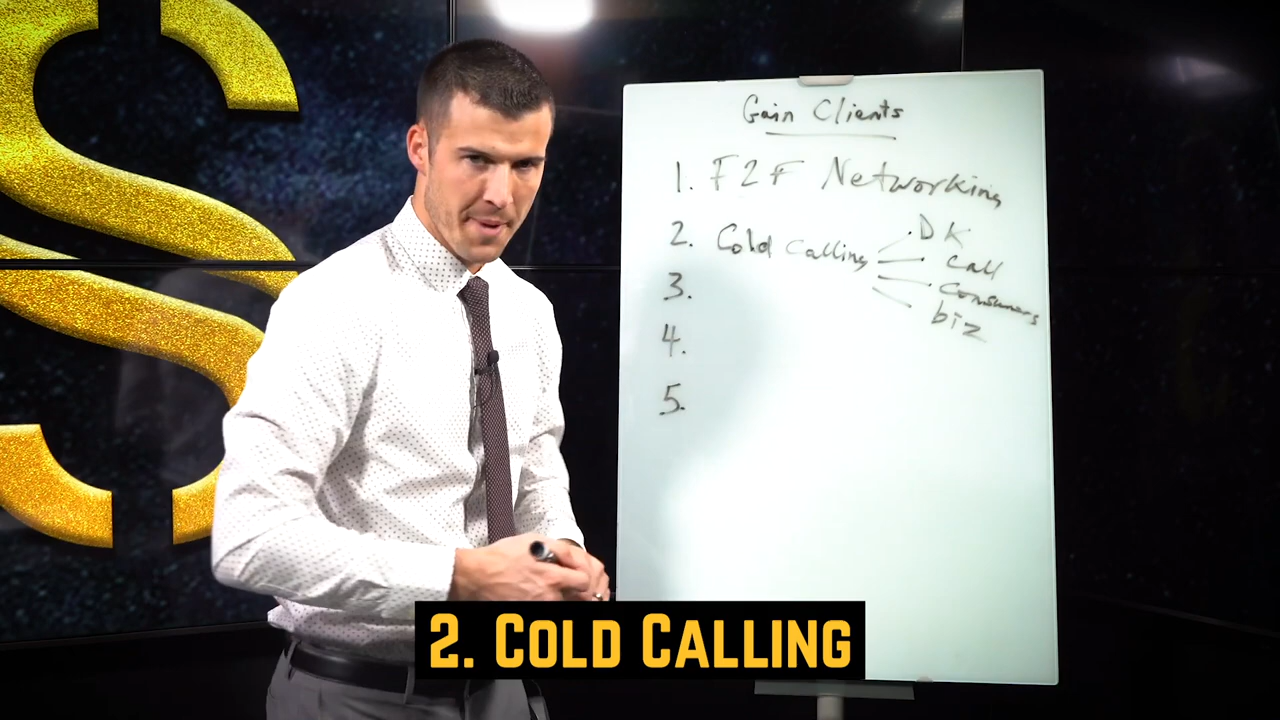 Gain Clients
1. F2F Networking
2. Cold Calling
DK
call
consumers
biz
3.
4.
5.
2. COLD CALLING